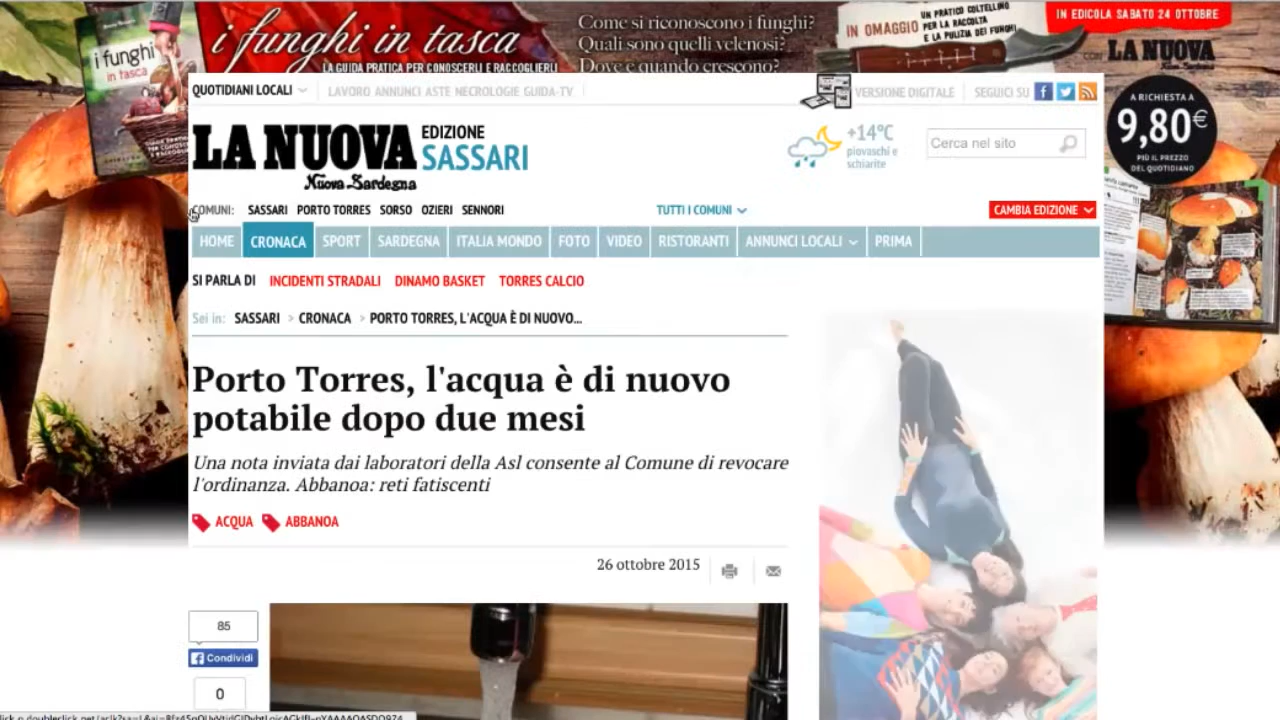 i funghi in tasca
i funghi in tasca
LA GUIDA PRATICA PER CONOSCERLI E RACCOGLIERLI
Come si riconoscono i funghi?
Quali sono quelli velenosi?
Dove e quando crescono?
IN OMAGGIO
UN PRATICO COLTELLINO
PER LA RACCOLTA
E LA PULIZIA DEI FUNGHI
IN EDICOLA SABATO 24 OTTOBRE
con LA NUOVA
A RICHIESTA A
9,80€
PIÙ IL PREZZO
DEL QUOTIDIANO
QUOTIDIANI LOCALI
LAVORO ANNUNCI ASTE NECROLOGIE GUIDA-TV
VERSIONE DIGITALE
SEGUICI SU
LA NUOVA
Nuova Sardegna
EDIZIONE
SASSARI
+14°C
piovaschi e
schiarite
Cerca nel sito
COMUNI: SASSARI PORTO TORRES SORSO OZIERI SENNORI
TUTTI I COMUNI
CAMBIA EDIZIONE
HOME CRONACA SPORT SARDEGNA ITALIA MONDO FOTO VIDEO RISTORANTI ANNUNCI LOCALI PRIMA
SI PARLA DI INCIDENTI STRADALI DINAMO BASKET TORRES CALCIO
Sei in: SASSARI > CRONACA > PORTO TORRES, L'ACQUA È DI NUOVO...
Porto Torres, l'acqua è di nuovo
potabile dopo due mesi
Una nota inviata dai laboratori della Asl consente al Comune di revocare
l'ordinanza. Abbanoa: reti fatiscenti
ACQUA ABBANOA
26 ottobre 2015
85
Condividi
0